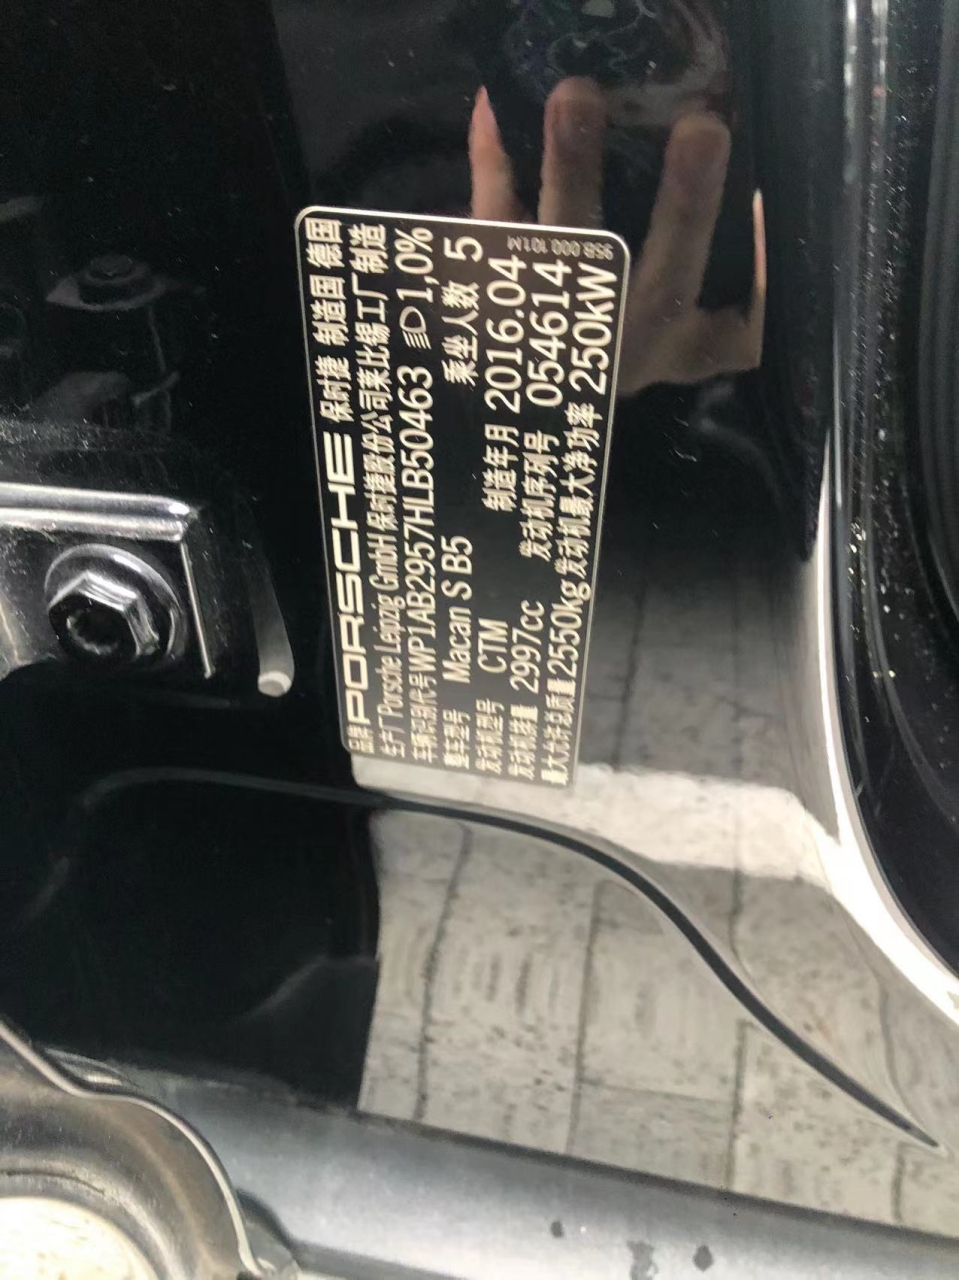 品牌 PORSCHE 保时捷 制造国 德国
生产厂 Porsche Leipzig GmbH 保时捷股份公司莱比锡工厂制造
车辆识别代号 WP1AB2957HLB50463 1,0%
整车型号 Macan S B5 乘坐人数 5
发动机型号 CTM 制造年月 2016.04
发动机排量 2997cc 发动机序列号 054614
最大允许总质量 2550kg 发动机最大净功率 250kW
95B.000.101.M